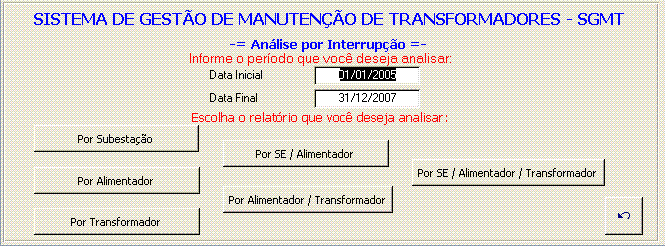 SISTEMA DE GESTÃO DE MANUTENÇÃO DE TRANSFORMADORES - SGMT
-= Análise por Interrupção =-
Informe o período que você deseja analisar:
Data Inicial 01/01/2005
Data Final 31/12/2007
Escolha o relatório que você deseja analisar:
Por Subestação
Por Alimentador
Por Transformador
Por SE / Alimentador
Por Alimentador / Transformador
Por SE / Alimentador / Transformador